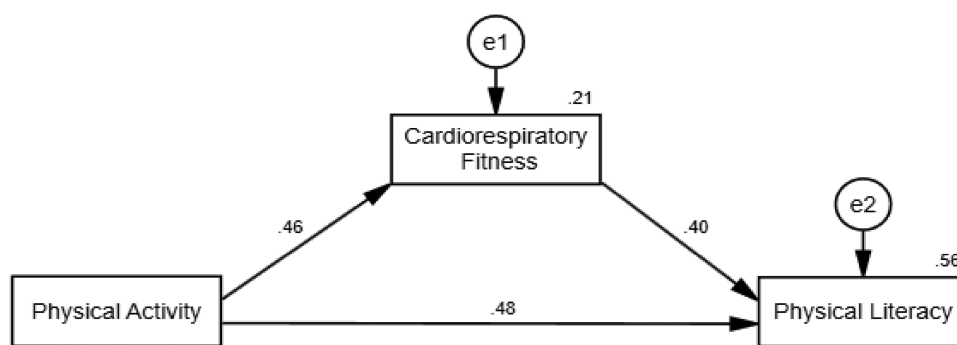 e1
.21
Cardiorespiratory
Fitness
e2
.46
.40
.56
Physical Activity
.48
Physical Literacy